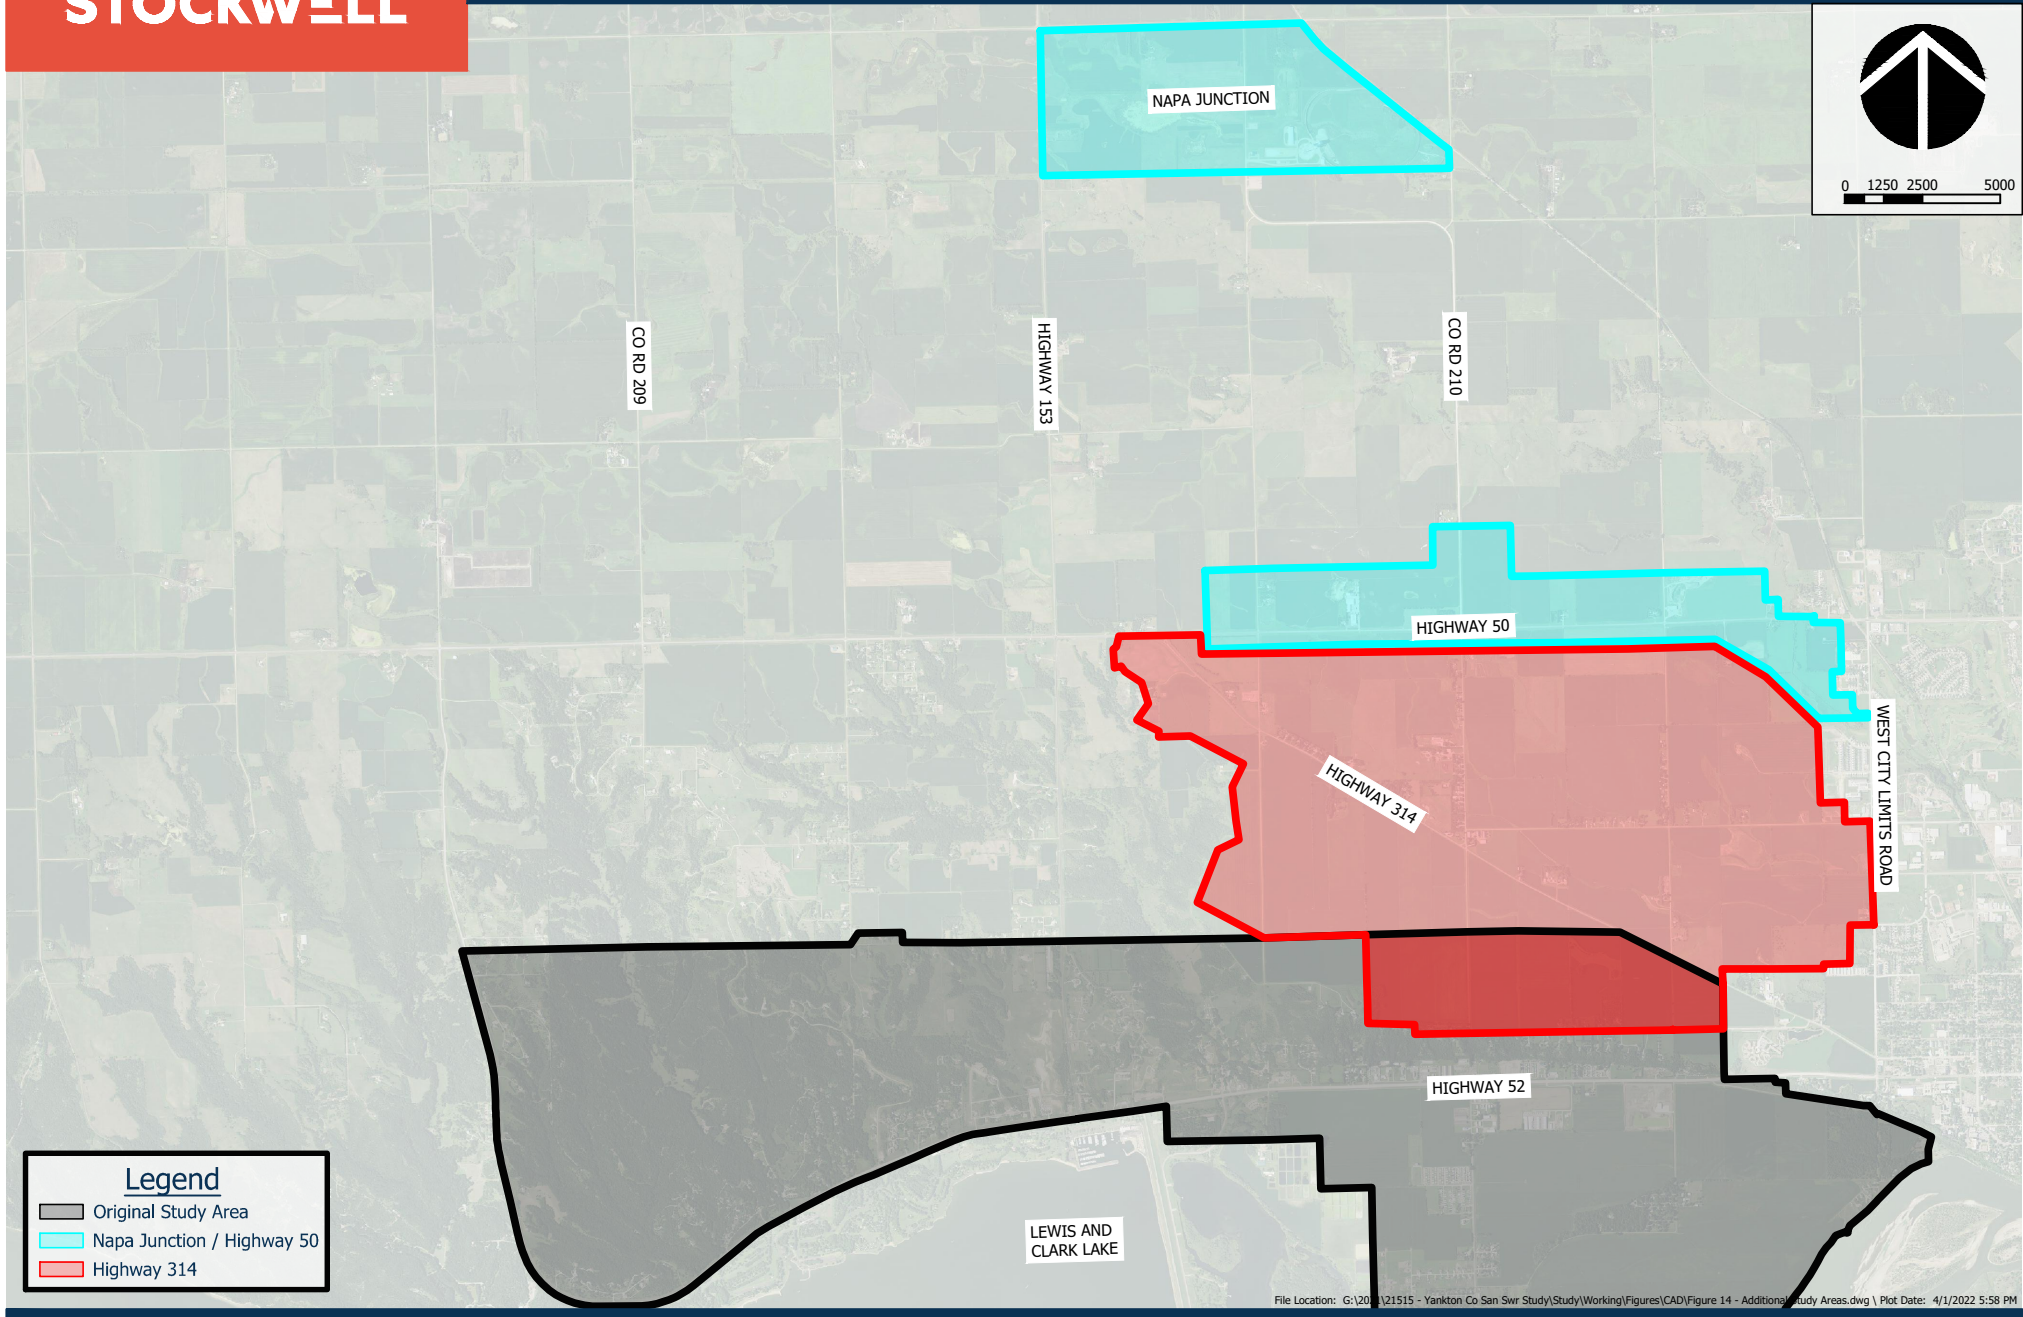 STOCKWELL
NAPA JUNCTION
0 1250 2500 5000
CO RD 209
HIGHWAY 153
CO RD 210
HIGHWAY 50
WEST CITY LIMITS ROAD
HIGHWAY 314
HIGHWAY 52
LEWIS AND
CLARK LAKE
Legend
Original Study Area
Napa Junction / Highway 50
Highway 314
File Location: G:\2021\21515 - Yankton Co San Swr Study\Study\Working\Figures\CAD\Figure 14 - Additional Study Areas.dwg \ Plot Date: 4/1/2022 5:58 PM